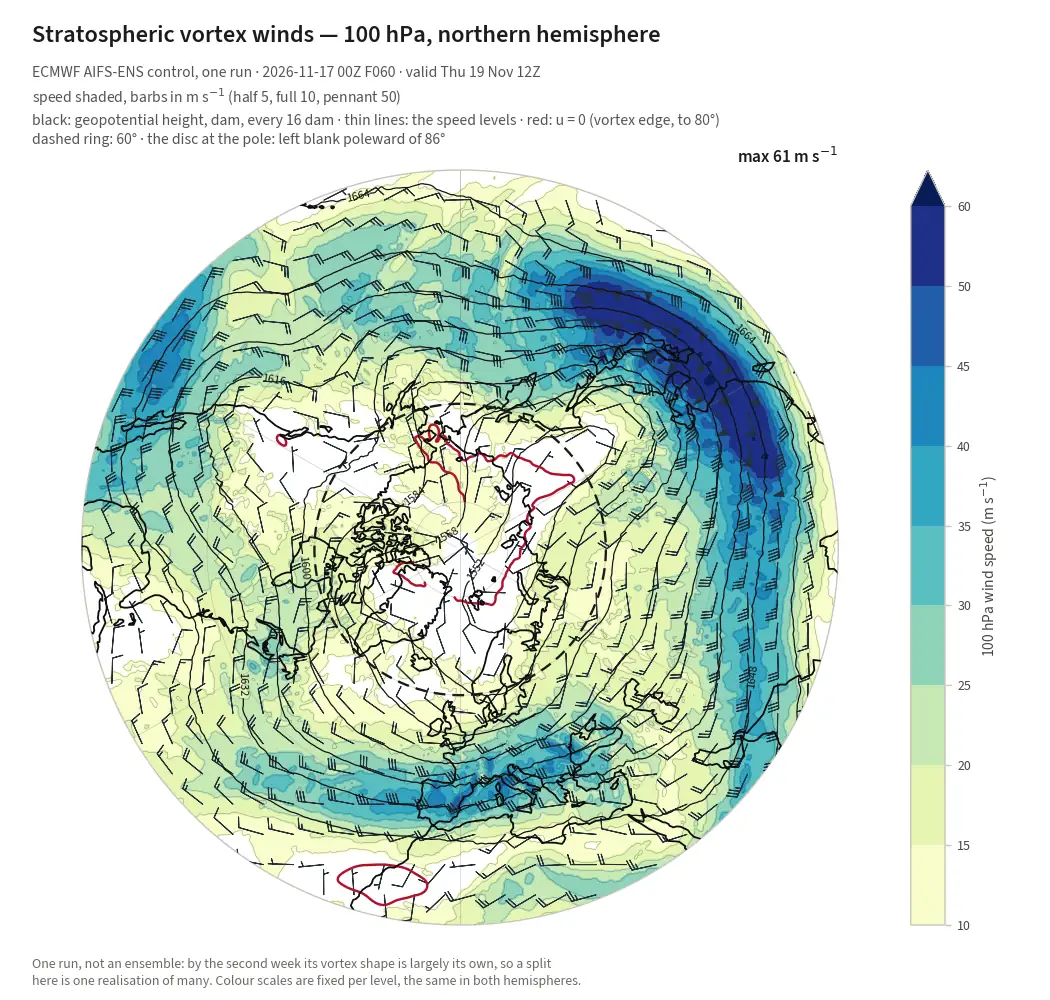 Stratospheric vortex winds — 100 hPa, northern hemisphere
ECMWF AIFS-ENS control, one run · 2026-11-17 00Z F060 · valid Thu 19 Nov 12Z
speed shaded, barbs in m s⁻¹ (half 5, full 10, pennant 50)
black: geopotential height, dam, every 16 dam · thin lines: the speed levels · red: u = 0 (vortex edge, to 80°)
dashed ring: 60° · the disc at the pole: left blank poleward of 86°
max 61 m s⁻¹
1664
1664
1616
1584
1568
1552
1600
1632
1648
60
50
45
40
35
30
25
20
15
10
100 hPa wind speed (m s⁻¹)
One run, not an ensemble: by the second week its vortex shape is largely its own, so a split
here is one realisation of many. Colour scales are fixed per level, the same in both hemispheres.